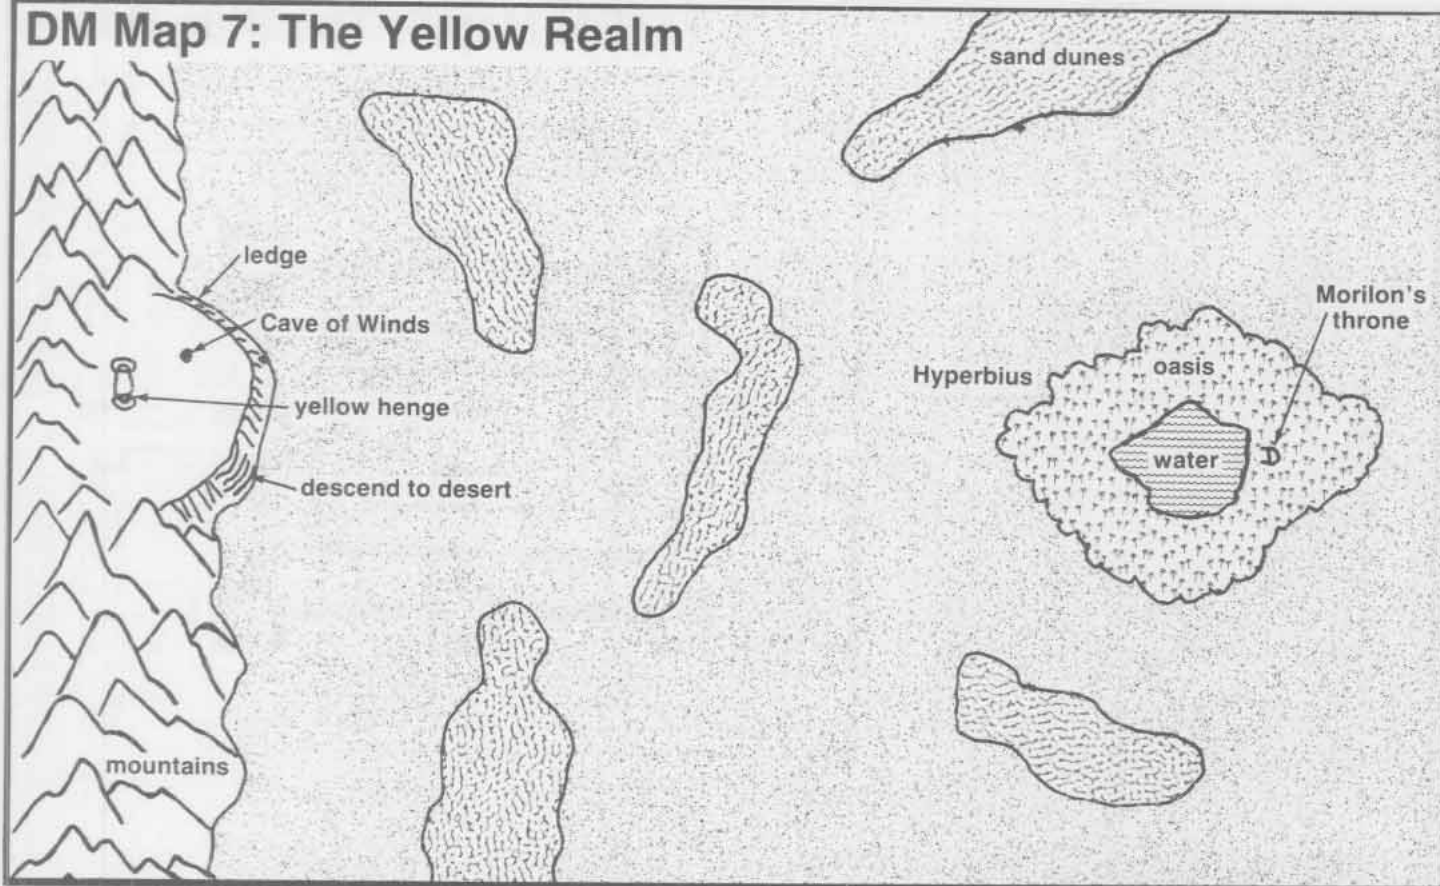 DM Map 7: The Yellow Realm
sand dunes
ledge
Cave of Winds
yellow henge
descend to desert
mountains
Morilon's
throne
Hyperbius
oasis
water